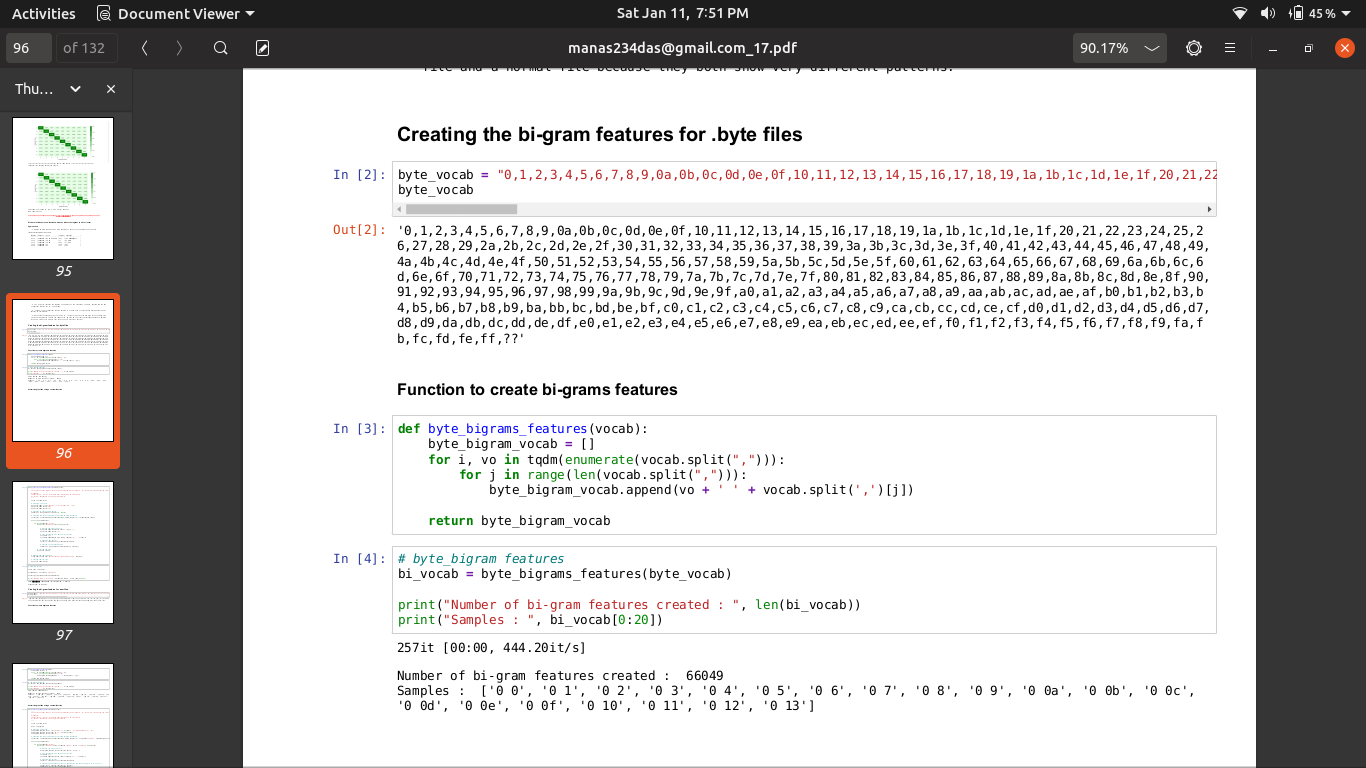 Activities
Document Viewer
Sat Jan 11, 7:51 PM
45 %
96
of 132
manas234das@gmail.com_17.pdf
90.17%
Thu…
95
96
97
file and a normal file because they both show very different patterns.
Creating the bi-gram features for .byte files
In [2]:
byte_vocab = "0,1,2,3,4,5,6,7,8,9,0a,0b,0c,0d,0e,0f,10,11,12,13,14,15,16,17,18,19,1a,1b,1c,1d,1e,1f,20,21,22
byte_vocab
Out[2]:
'0,1,2,3,4,5,6,7,8,9,0a,0b,0c,0d,0e,0f,10,11,12,13,14,15,16,17,18,19,1a,1b,1c,1d,1e,1f,20,21,22,23,24,25,2
6,27,28,29,2a,2b,2c,2d,2e,2f,30,31,32,33,34,35,36,37,38,39,3a,3b,3c,3d,3e,3f,40,41,42,43,44,45,46,47,48,49,
4a,4b,4c,4d,4e,4f,50,51,52,53,54,55,56,57,58,59,5a,5b,5c,5d,5e,5f,60,61,62,63,64,65,66,67,68,69,6a,6b,6c,6
d,6e,6f,70,71,72,73,74,75,76,77,78,79,7a,7b,7c,7d,7e,7f,80,81,82,83,84,85,86,87,88,89,8a,8b,8c,8d,8e,8f,90,
91,92,93,94,95,96,97,98,99,9a,9b,9c,9d,9e,9f,a0,a1,a2,a3,a4,a5,a6,a7,a8,a9,aa,ab,ac,ad,ae,af,b0,b1,b2,b3,b
4,b5,b6,b7,b8,b9,ba,bb,bc,bd,be,bf,c0,c1,c2,c3,c4,c5,c6,c7,c8,c9,ca,cb,cc,cd,ce,cf,d0,d1,d2,d3,d4,d5,d6,d7,
d8,d9,da,db,dc,dd,de,df,e0,e1,e2,e3,e4,e5,e6,e7,e8,e9,ea,eb,ec,ed,ee,ef,f0,f1,f2,f3,f4,f5,f6,f7,f8,f9,fa,f
b,fc,fd,fe,ff,??'
Function to create bi-grams features
In [3]:
def byte_bigrams_features(vocab):
    byte_bigram_vocab = []
    for i, vo in tqdm(enumerate(vocab.split(","))):
        for j in range(len(vocab.split(","))):
            byte_bigram_vocab.append(vo + ' ' + vocab.split(',')[j])
    return byte_bigram_vocab
In [4]:
# byte_bigram features
bi_vocab = byte_bigrams_features(byte_vocab)
print("Number of bi-gram features created : ", len(bi_vocab))
print("Samples : ", bi_vocab[0:20])
257it [00:00, 444.20it/s]
Number of bi-gram features created :  66049
Samples :  ['0 0', '0 1', '0 2', '0 3', '0 4', '0 5', '0 6', '0 7', '0 8', '0 9', '0 0a', '0 0b', '0 0c',
'0 0d', '0 0e', '0 0f', '0 10', '0 11', '0 12', '0 13']